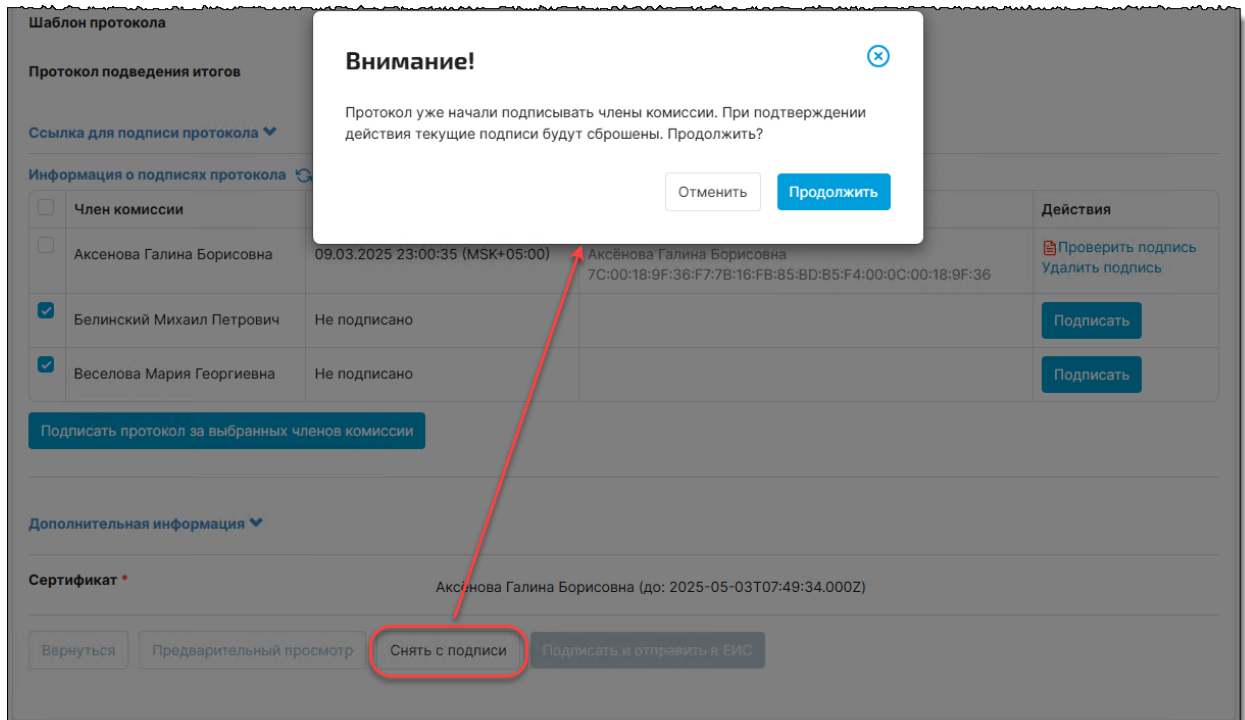 Шаблон протокола
Внимание!
Протокол подведения итогов
Протокол уже начали подписывать члены комиссии. При подтверждении
действия текущие подписи будут сброшены. Продолжить?
Ссылка для подписи протокола
Отменить
Продолжить
Информация о подписях протокола
Член комиссии
Действия
Аксенова Галина Борисовна
09.03.2025 23:00:35 (MSK+05:00)
Аксёнова Галина Борисовна
7C:00:18:9F:36:F7:7B:16:FB:85:BD:B5:F4:00:0C:00:18:9F:36
Проверить подпись
Удалить подпись
Белинский Михаил Петрович
Не подписано
Подписать
Веселова Мария Георгиевна
Не подписано
Подписать
Подписать протокол за выбранных членов комиссии
Дополнительная информация
Сертификат *
Аксёнова Галина Борисовна (до: 2025-05-03T07:49:34.000Z)
Вернуться
Предварительный просмотр
Снять с подписи
Подписать и отправить в ЕИС